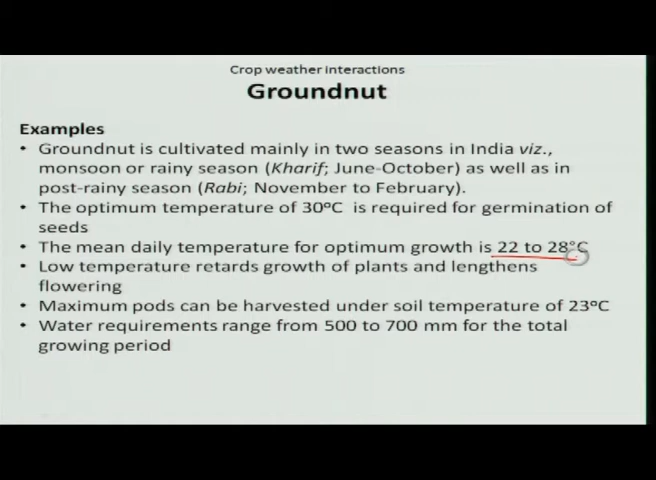 Crop weather interactions
Groundnut
Examples
• Groundnut is cultivated mainly in two seasons in India viz.,
monsoon or rainy season (Kharif; June-October) as well as in
post-rainy season (Rabi; November to February).
• The optimum temperature of 30°C is required for germination of
seeds
• The mean daily temperature for optimum growth is 22 to 28°C
• Low temperature retards growth of plants and lengthens
flowering
• Maximum pods can be harvested under soil temperature of 23°C
• Water requirements range from 500 to 700 mm for the total
growing period